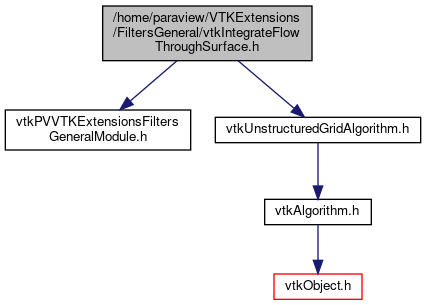 /home/paraview/VTKExtensions
/FiltersGeneral/vtkIntegrateFlow
ThroughSurface.h
vtkPVVTKExtensionsFilters
GeneralModule.h
vtkUnstructuredGridAlgorithm.h
vtkAlgorithm.h
vtkObject.h